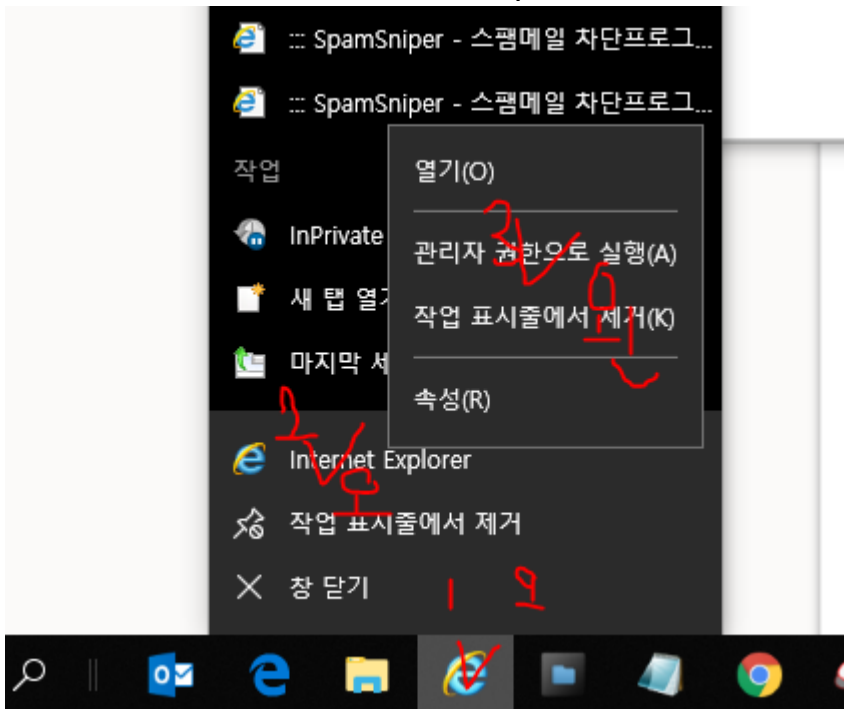 ::: SpamSniper - 스팸메일 차단프로그...
::: SpamSniper - 스팸메일 차단프로그...
작업
열기(O)
InPrivate
관리자 권한으로 실행(A)
3
새 탭 열기
작업 표시줄에서 제거(K)
마지막 세
속성(R)
2
Internet Explorer
오
작업 표시줄에서 제거
창 닫기
1 오